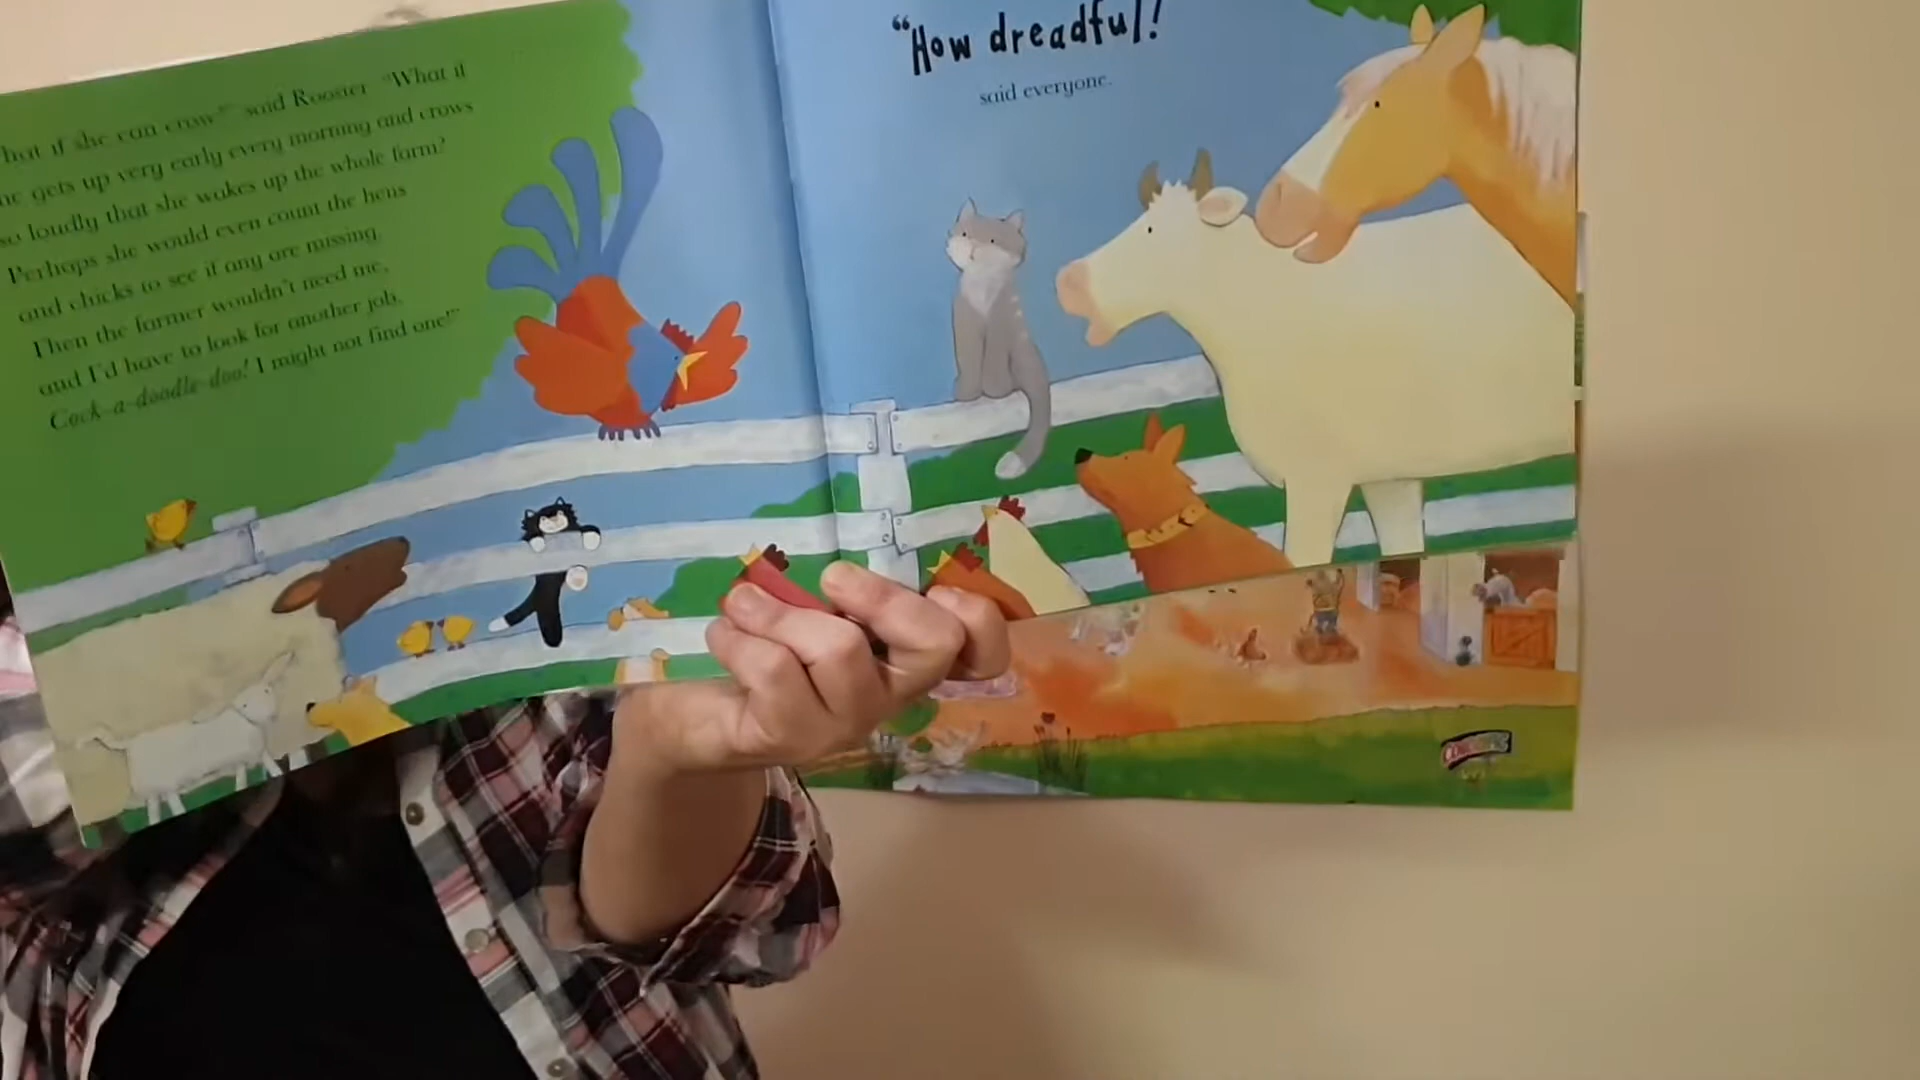 hat if she can crow?" said Rooster "What if
he gets up very early every morning and crows
so loudly that she wakes up the whole farm?
Perhaps she would even count the hens
and chicks to see if any are missing.
Then the farmer wouldn't need me,
and I'd have to look for another job.
Cock-a-doodle-doo! I might not find one!"
"How dreadful!
said everyone.